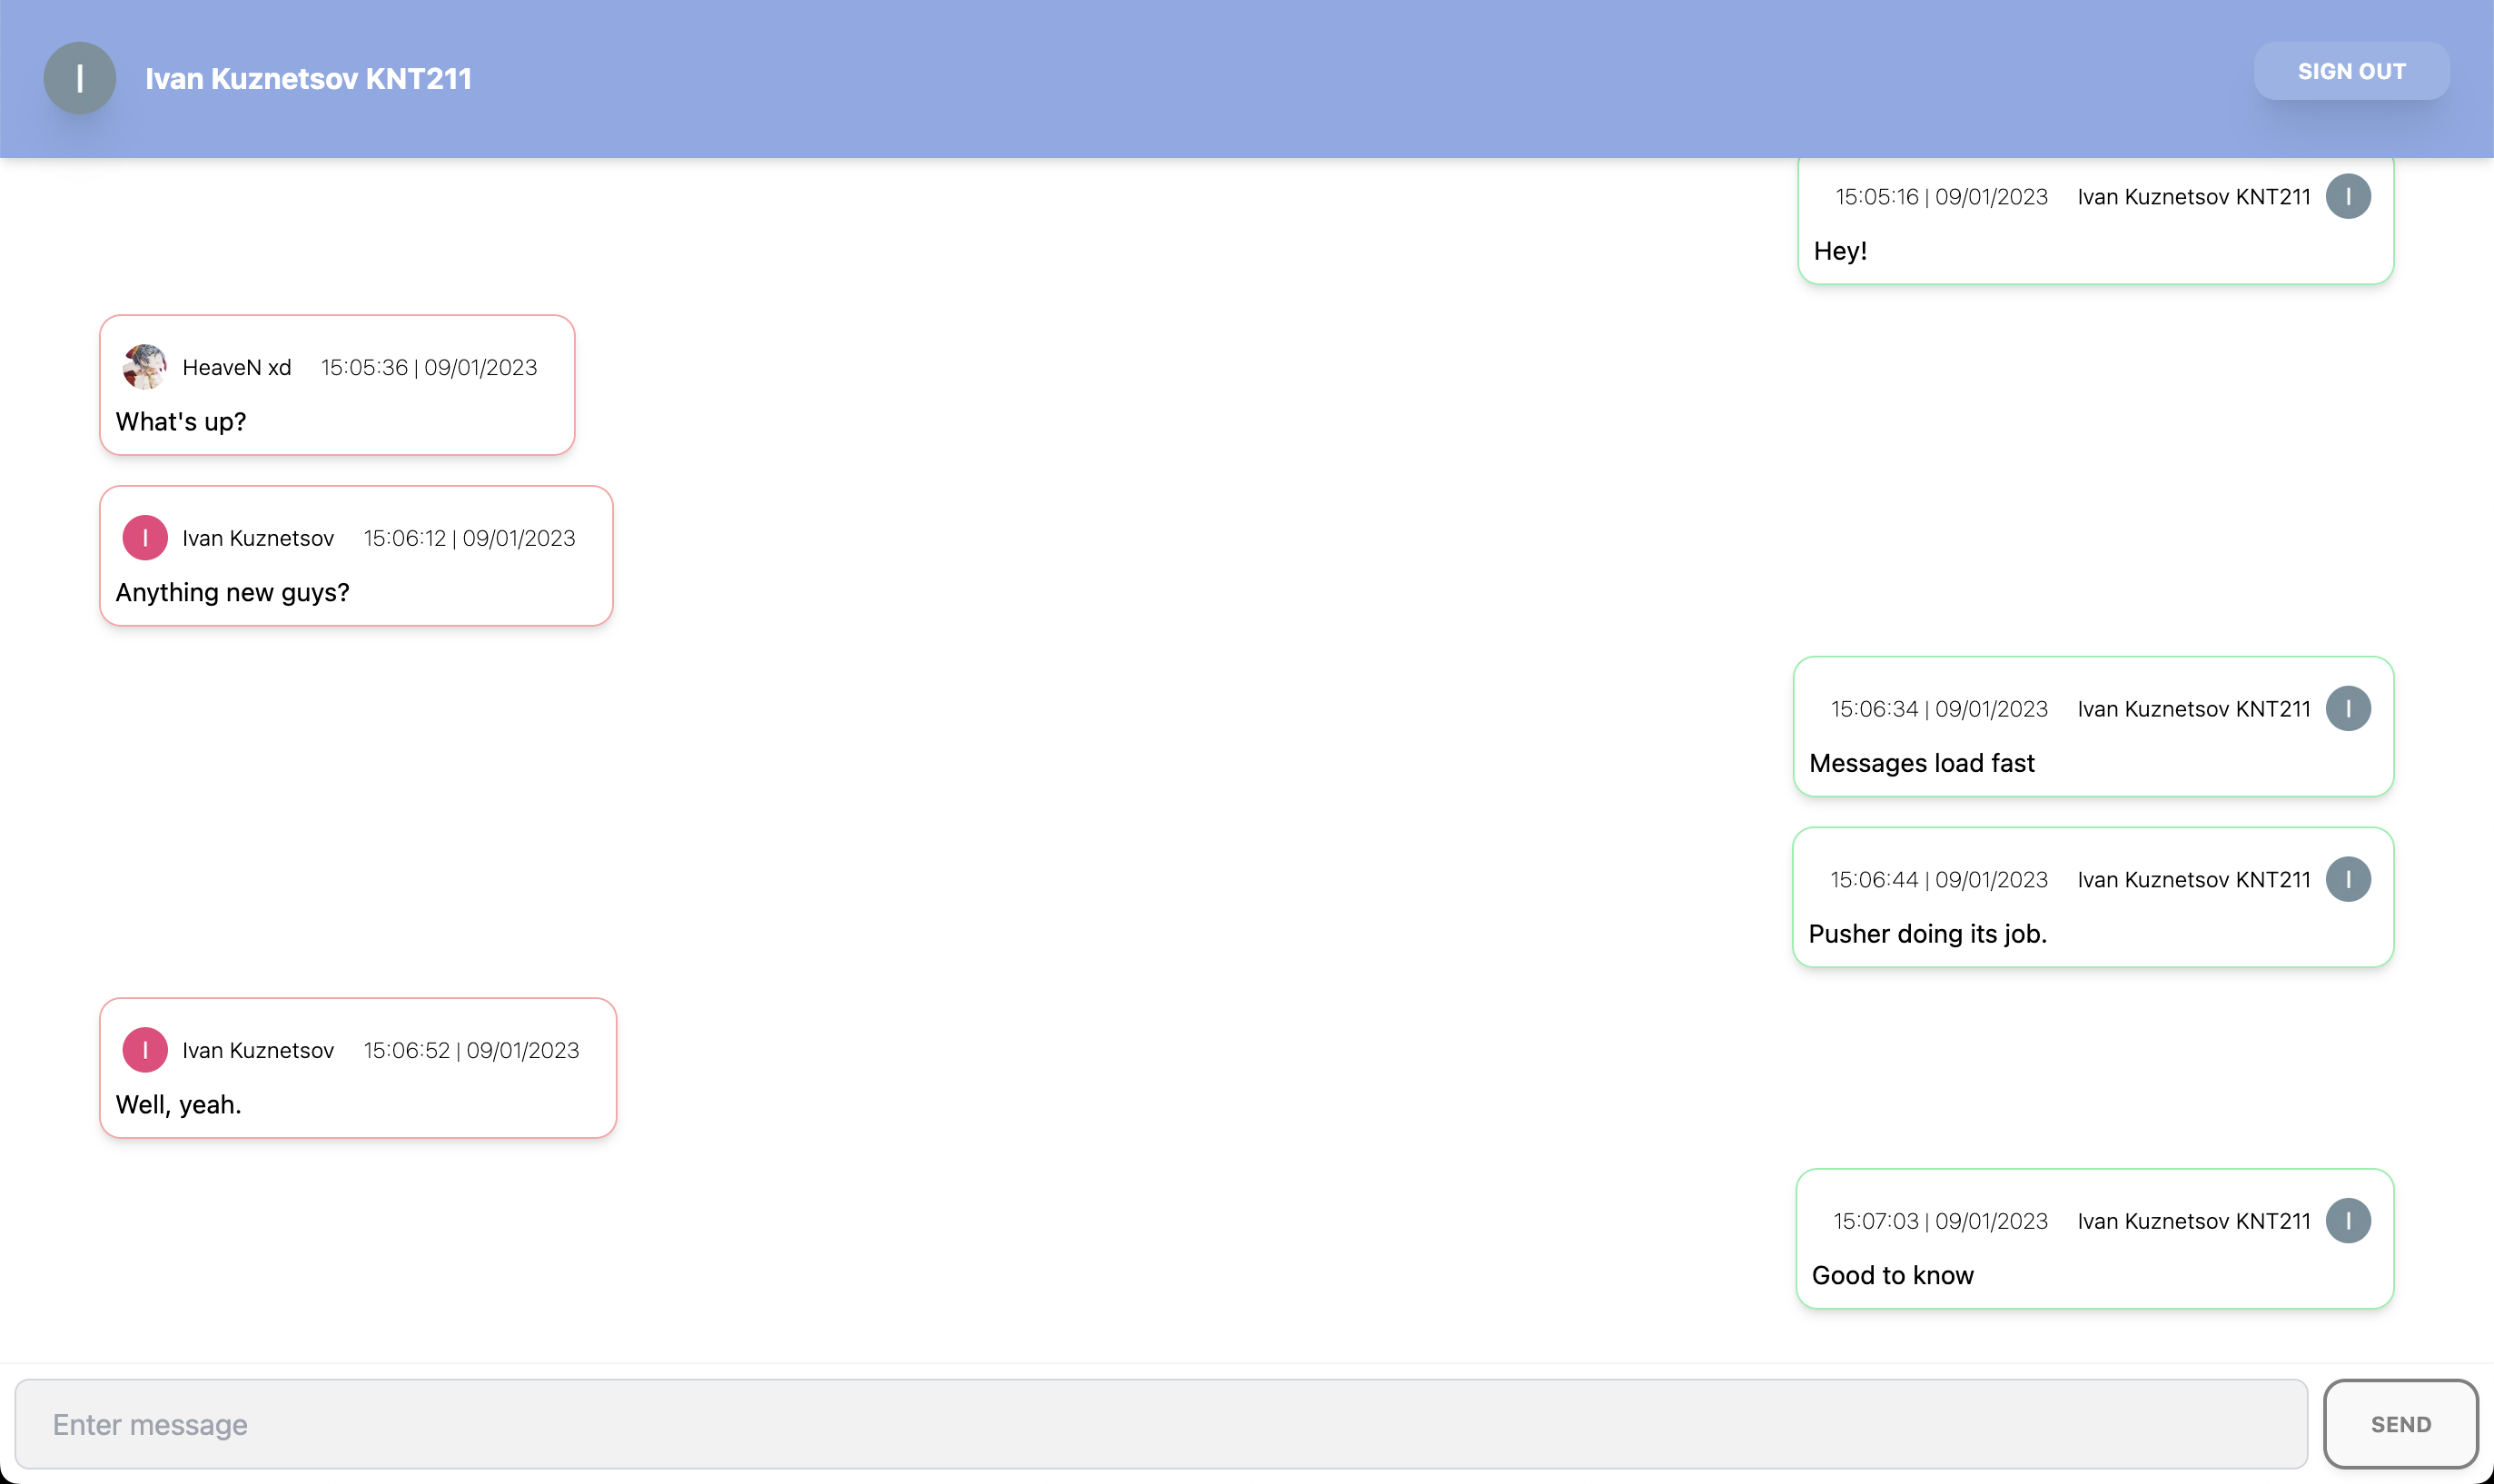 I
Ivan Kuznetsov KNT211
SIGN OUT
15:05:16 | 09/01/2023 Ivan Kuznetsov KNT211 I
Hey!
HeaveN xd 15:05:36 | 09/01/2023
What's up?
I Ivan Kuznetsov 15:06:12 | 09/01/2023
Anything new guys?
15:06:34 | 09/01/2023 Ivan Kuznetsov KNT211 I
Messages load fast
15:06:44 | 09/01/2023 Ivan Kuznetsov KNT211 I
Pusher doing its job.
I Ivan Kuznetsov 15:06:52 | 09/01/2023
Well, yeah.
15:07:03 | 09/01/2023 Ivan Kuznetsov KNT211 I
Good to know
Enter message
SEND